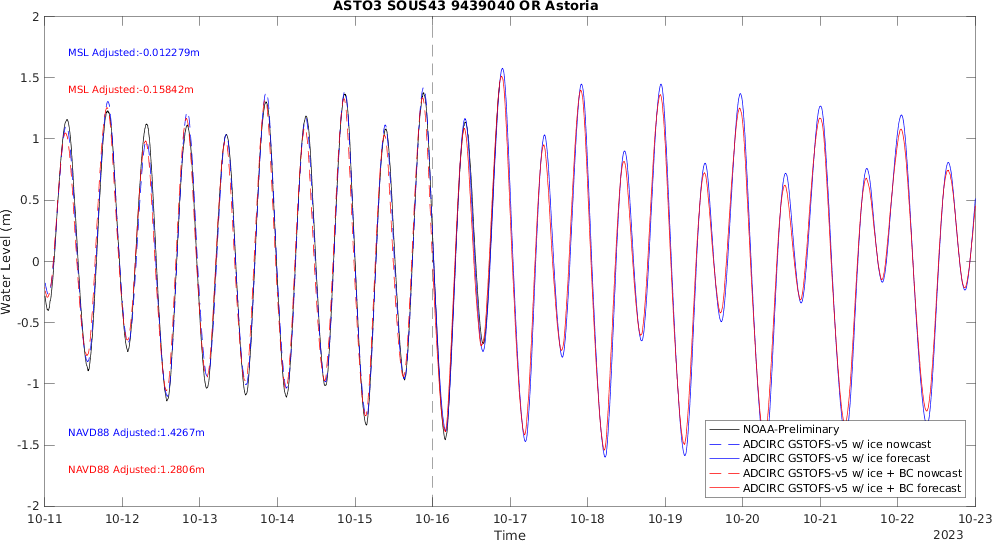 ASTO3 SOUS43 9439040 OR Astoria
2
1.5
1
0.5
0
-0.5
-1
-1.5
-2
Water Level (m)
MSL Adjusted:-0.012279m
MSL Adjusted:-0.15842m
NAVD88 Adjusted:1.4267m
NAVD88 Adjusted:1.2806m
NOAA-Preliminary
ADCIRC GSTOFS-v5 w/ ice nowcast
ADCIRC GSTOFS-v5 w/ ice forecast
ADCIRC GSTOFS-v5 w/ ice + BC nowcast
ADCIRC GSTOFS-v5 w/ ice + BC forecast
10-11 10-12 10-13 10-14 10-15 10-16 10-17 10-18 10-19 10-20 10-21 10-22 10-23
Time
2023